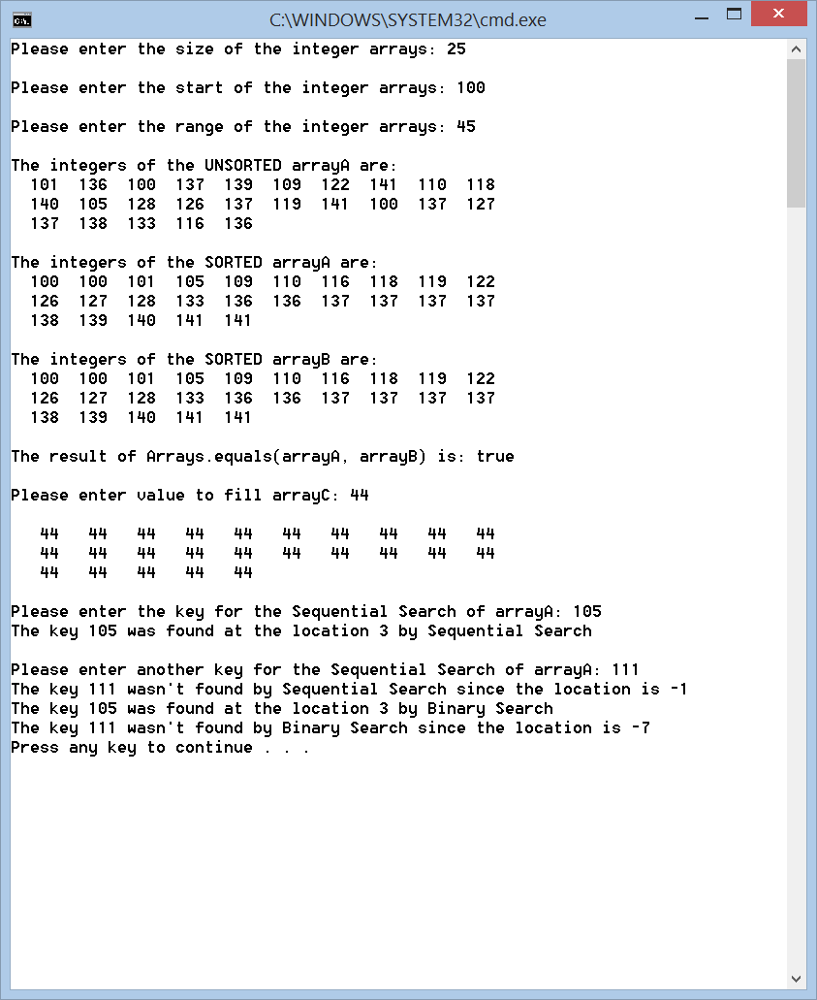 C:\WINDOWS\SYSTEM32\cmd.exe
Please enter the size of the integer arrays: 25
Please enter the start of the integer arrays: 100
Please enter the range of the integer arrays: 45
The integers of the UNSORTED arrayA are:
101 136 100 137 139 109 122 141 110 118
140 105 128 126 137 119 141 100 137 127
137 138 133 116 136
The integers of the SORTED arrayA are:
100 100 101 105 109 110 116 118 119 122
126 127 128 133 136 136 137 137 137 137
138 139 140 141 141
The integers of the SORTED arrayB are:
100 100 101 105 109 110 116 118 119 122
126 127 128 133 136 136 137 137 137 137
138 139 140 141 141
The result of Arrays.equals(arrayA, arrayB) is: true
Please enter value to fill arrayC: 44
44 44 44 44 44 44 44 44 44 44
44 44 44 44 44 44 44 44 44 44
44 44 44 44 44
Please enter the key for the Sequential Search of arrayA: 105
The key 105 was found at the location 3 by Sequential Search
Please enter another key for the Sequential Search of arrayA: 111
The key 111 wasn't found by Sequential Search since the location is -1
The key 105 was found at the location 3 by Binary Search
The key 111 wasn't found by Binary Search since the location is -7
Press any key to continue . . .